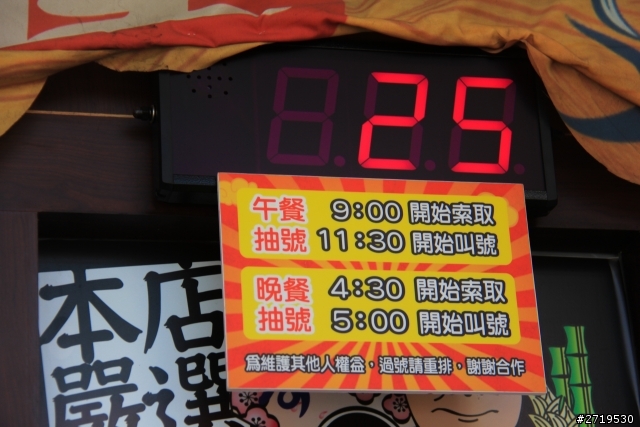 25
午餐 9:00 開始索取
抽號 11:30 開始叫號
晚餐 4:30 開始索取
抽號 5:00 開始叫號
為維護其他人權益，過號請重排，謝謝合作
本店
嚴選
#2719530